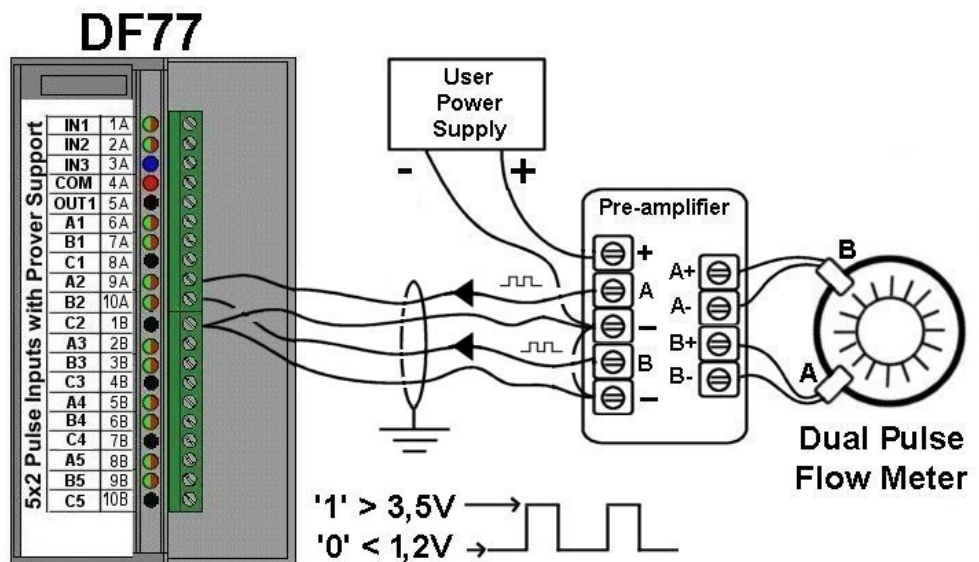 DF77
5x2 Pulse Inputs with Prover Support
IN1 1A
IN2 2A
IN3 3A
COM 4A
OUT1 5A
A1 6A
B1 7A
C1 8A
A2 9A
B2 10A
C2 1B
A3 2B
B3 3B
C3 4B
A4 5B
B4 6B
C4 7B
A5 8B
B5 9B
C5 10B
User
Power
Supply
- +
Pre-amplifier
+
A
-
B
-
A+
A-
B+
B-
B
A
Dual Pulse
Flow Meter
'1' > 3,5V
'0' < 1,2V